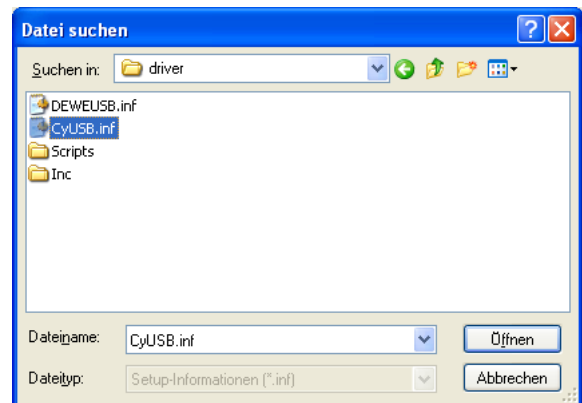 Datei suchen
Suchen in: driver
DEWEUSB.inf
CyUSB.inf
Scripts
Inc
Dateiname: CyUSB.inf Öffnen
Dateityp: Setup-Informationen (*.inf) Abbrechen